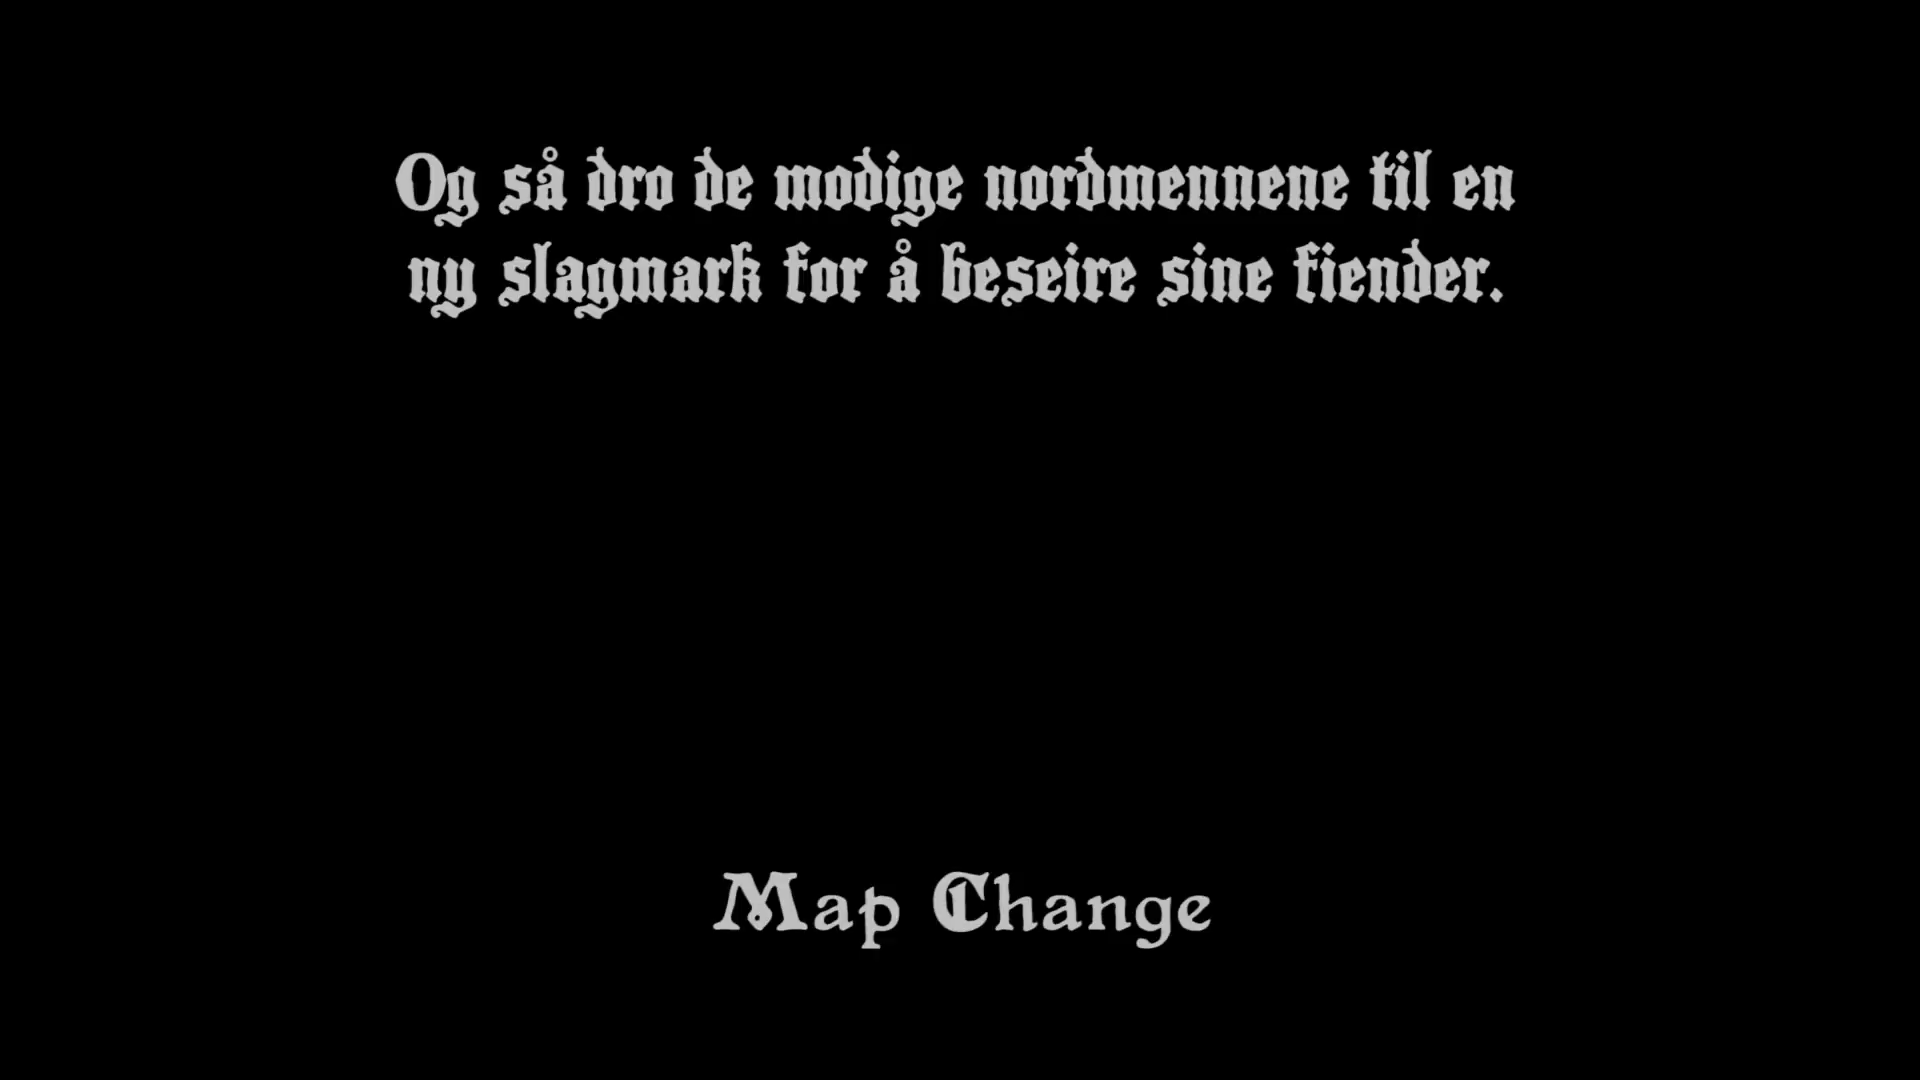 Og så dro de modige nordmennene til en
ny slagmark for å beseire sine fiender.
Map Change